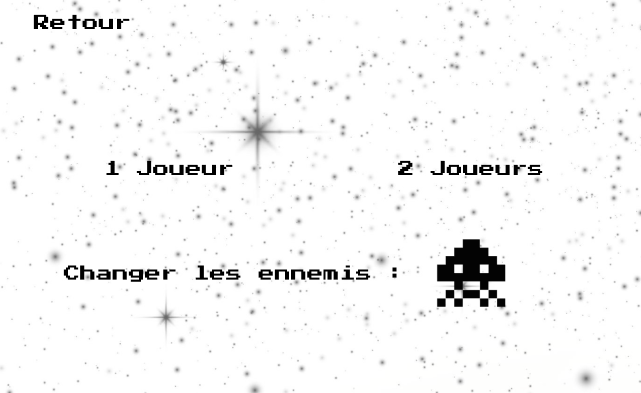 Retour
1 Joueur
2 Joueurs
Changer les ennemis :